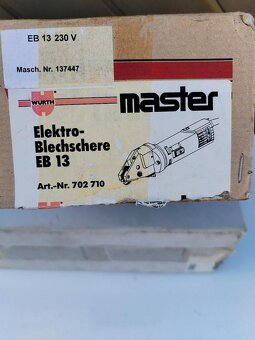 EB 13 230 V
Masch. Nr. 137447
WÜRTH
master
Elektro-
Blechschere
EB 13
Art.-Nr. 702 710